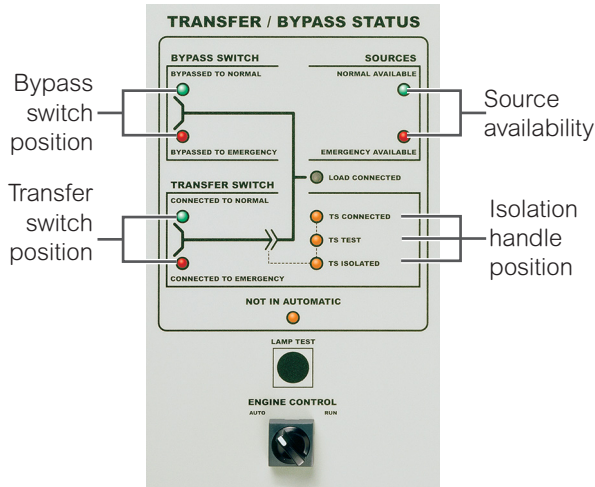 TRANSFER / BYPASS STATUS
BYPASS SWITCH
BYPASSED TO NORMAL
SOURCES
NORMAL AVAILABLE
Bypass
switch
position
Source
availability
BYPASSED TO EMERGENCY
EMERGENCY AVAILABLE
LOAD CONNECTED
TRANSFER SWITCH
CONNECTED TO NORMAL
Transfer
switch
position
TS CONNECTED
TS TEST
TS ISOLATED
Isolation
handle
position
CONNECTED TO EMERGENCY
NOT IN AUTOMATIC
LAMP TEST
ENGINE CONTROL
AUTO RUN